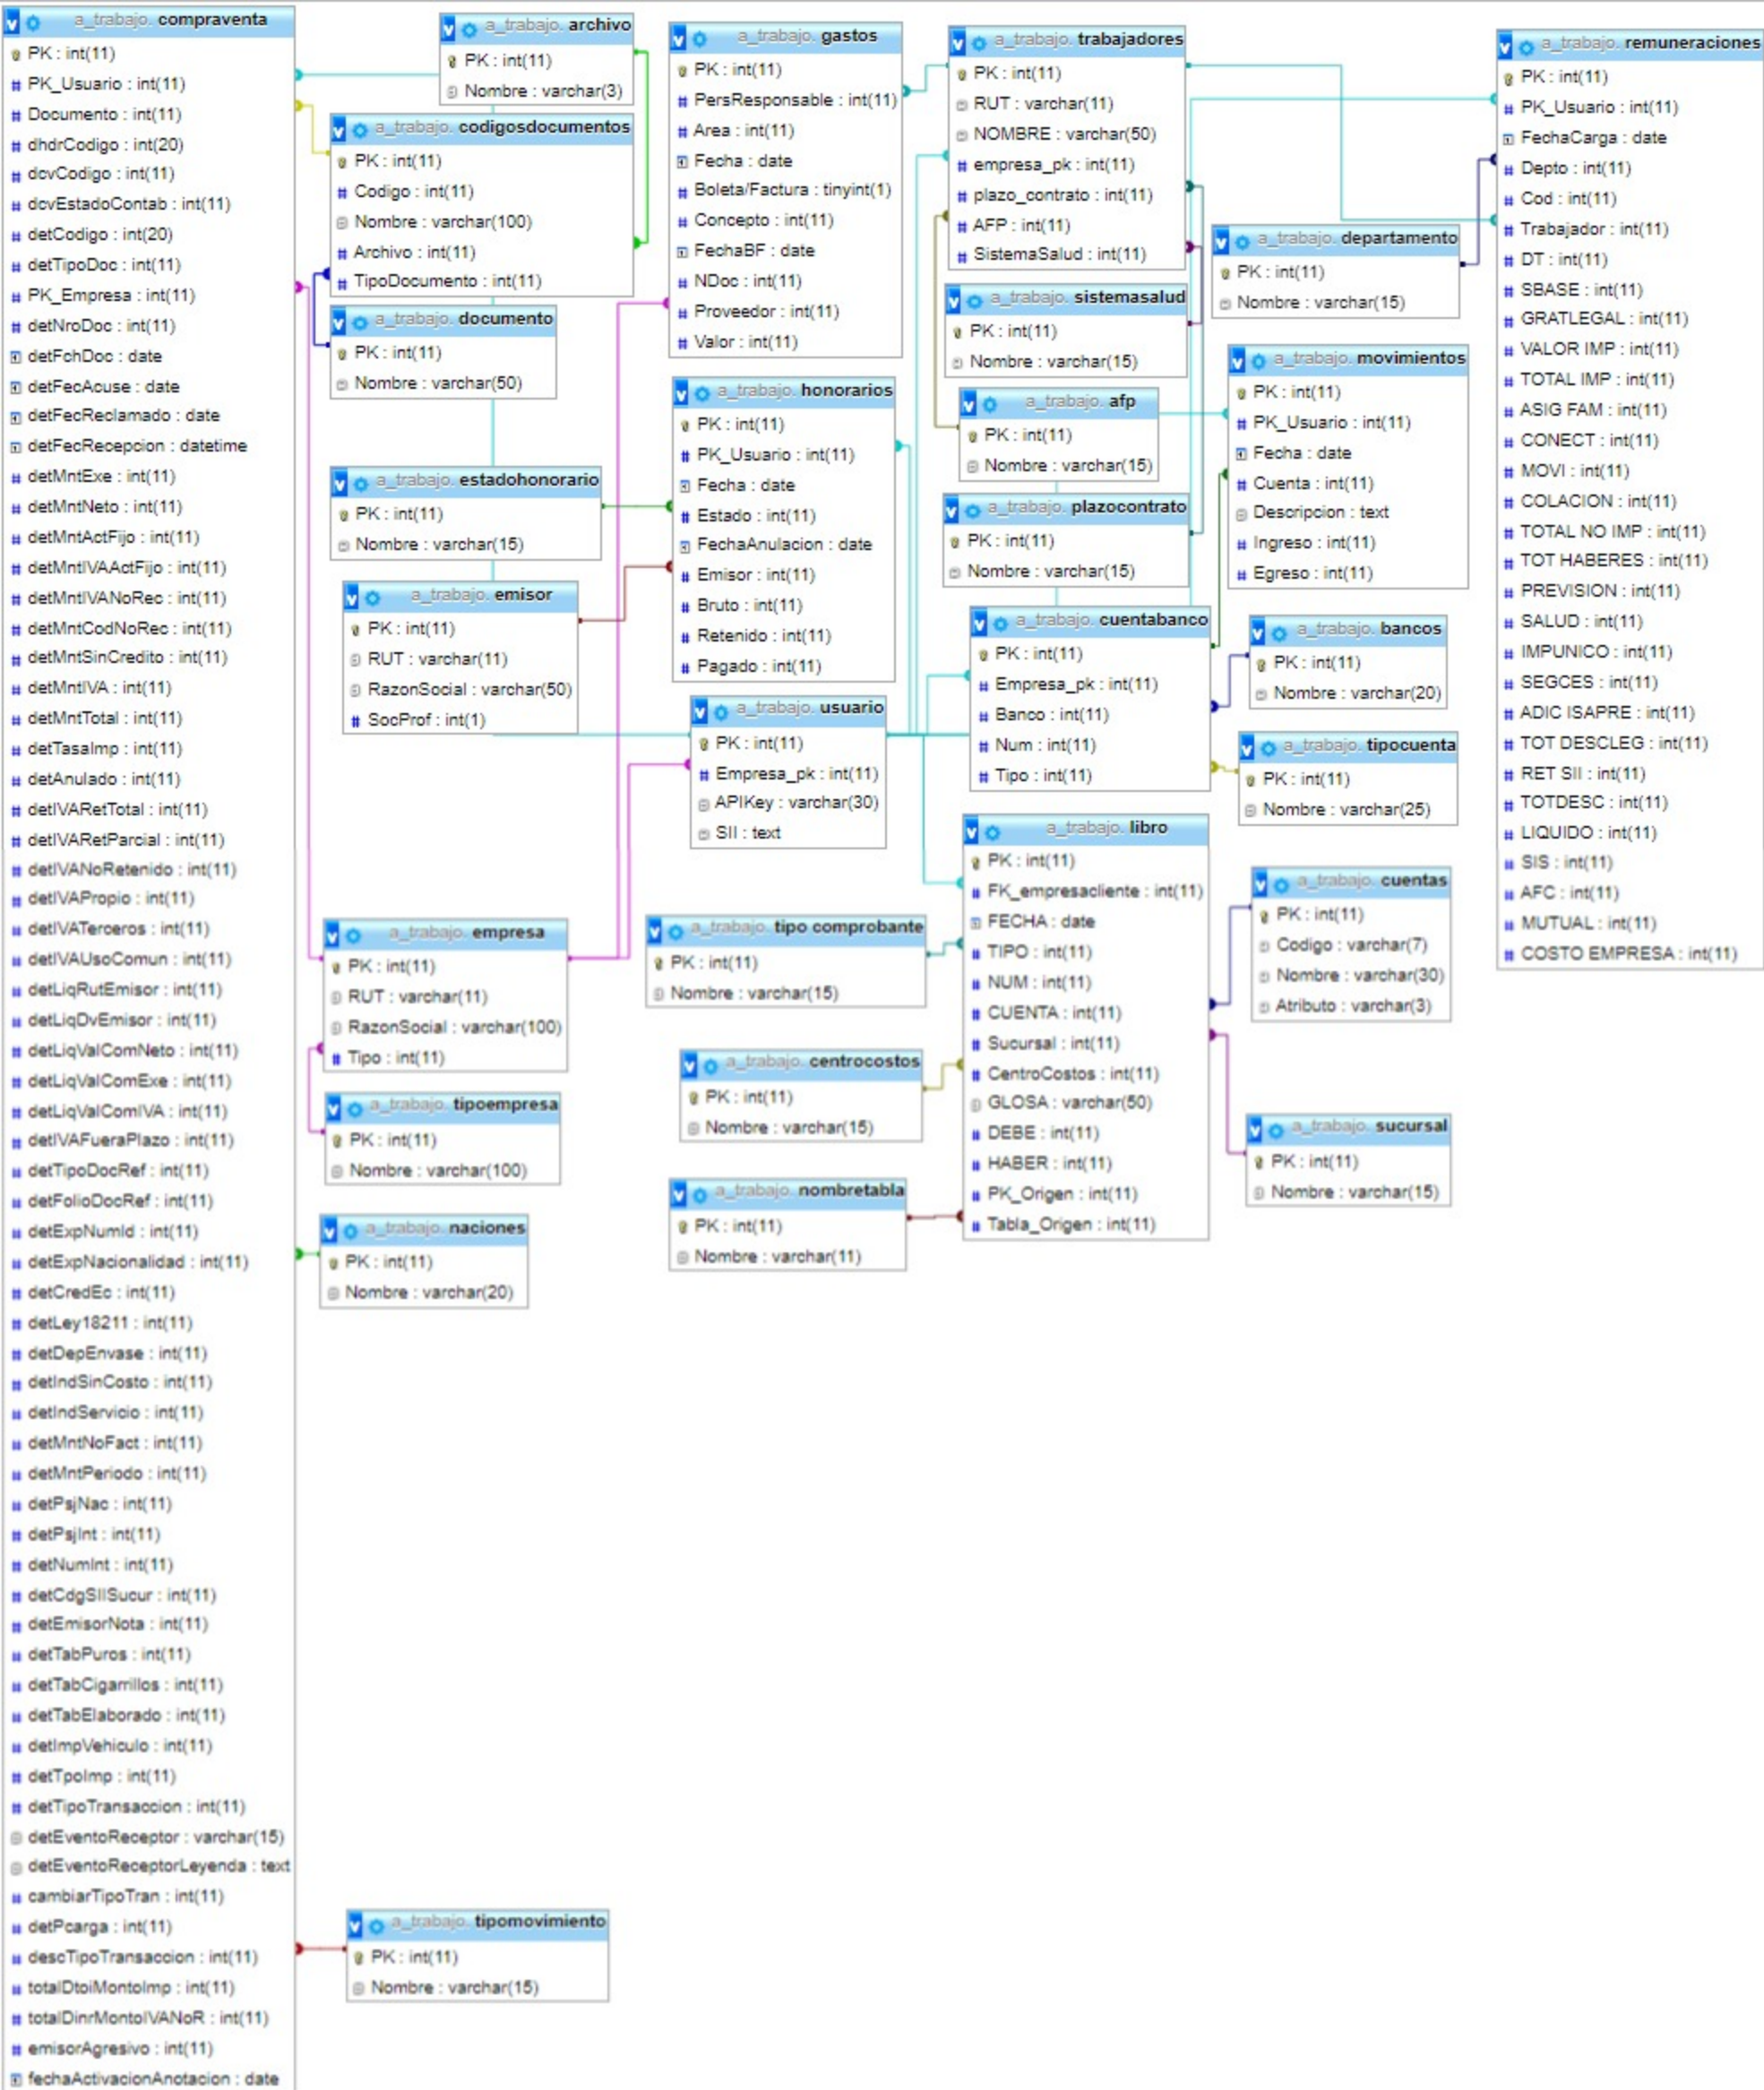 a_trabajo. compraventa
PK : int(11)
PK_Usuario : int(11)
Documento : int(11)
dhdrCodigo : int(20)
dcvCodigo : int(11)
dcvEstadoContab : int(11)
detCodigo : int(20)
detTipoDoc : int(11)
PK_Empresa : int(11)
detNroDoc : int(11)
detFchDoc : date
detFecAcuse : date
detFecReclamado : date
detFecRecepcion : datetime
detMntExe : int(11)
detMntNeto : int(11)
detMntActFijo : int(11)
detMntIVAActFijo : int(11)
detMntIVANoRec : int(11)
detMntCodNoRec : int(11)
detMntSinCredito : int(11)
detMntIVA : int(11)
detMntTotal : int(11)
detTasaImp : int(11)
detAnulado : int(11)
detIVARetTotal : int(11)
detIVARetParcial : int(11)
detIVANoRetenido : int(11)
detIVAPropio : int(11)
detIVATerceros : int(11)
detIVAUsoComun : int(11)
detLiqRutEmisor : int(11)
detLiqDvEmisor : int(11)
detLiqValComNeto : int(11)
detLiqValComExe : int(11)
detLiqValComIVA : int(11)
detIVAFueraPlazo : int(11)
detTipoDocRef : int(11)
detFolioDocRef : int(11)
detExpNumId : int(11)
detExpNacionalidad : int(11)
detCredEc : int(11)
detLey18211 : int(11)
detDepEnvase : int(11)
detIndSinCosto : int(11)
detIndServicio : int(11)
detMntNoFact : int(11)
detMntPeriodo : int(11)
detPsjNac : int(11)
detPsjInt : int(11)
detNumInt : int(11)
detCdgSIISucur : int(11)
detEmisorNota : int(11)
detTabPuros : int(11)
detTabCigarrillos : int(11)
detTabElaborado : int(11)
detImpVehiculo : int(11)
detTpoImp : int(11)
detTipoTransaccion : int(11)
detEventoReceptor : varchar(15)
detEventoReceptorLeyenda : text
cambiarTipoTran : int(11)
detPcarga : int(11)
descTipoTransaccion : int(11)
totalDtoiMontoImp : int(11)
totalDinrMontoIVANoR : int(11)
emisorAgresivo : int(11)
fechaActivacionAnotacion : date
a_trabajo. archivo
PK : int(11)
Nombre : varchar(3)
a_trabajo. codigosdocumentos
PK : int(11)
Codigo : int(11)
Nombre : varchar(100)
Archivo : int(11)
TipoDocumento : int(11)
a_trabajo. documento
PK : int(11)
Nombre : varchar(50)
a_trabajo. estadohonorario
PK : int(11)
Nombre : varchar(15)
a_trabajo. emisor
PK : int(11)
RUT : varchar(11)
RazonSocial : varchar(50)
SocProf : int(1)
a_trabajo. empresa
PK : int(11)
RUT : varchar(11)
RazonSocial : varchar(100)
Tipo : int(11)
a_trabajo. tipoempresa
PK : int(11)
Nombre : varchar(100)
a_trabajo. naciones
PK : int(11)
Nombre : varchar(20)
a_trabajo. tipomovimiento
PK : int(11)
Nombre : varchar(15)
a_trabajo. gastos
PK : int(11)
PersResponsable : int(11)
Area : int(11)
Fecha : date
Boleta/Factura : tinyint(1)
Concepto : int(11)
FechaBF : date
NDoc : int(11)
Proveedor : int(11)
Valor : int(11)
a_trabajo. honorarios
PK : int(11)
PK_Usuario : int(11)
Fecha : date
Estado : int(11)
FechaAnulacion : date
Emisor : int(11)
Bruto : int(11)
Retenido : int(11)
Pagado : int(11)
a_trabajo. usuario
PK : int(11)
Empresa_pk : int(11)
APIKey : varchar(30)
SII : text
a_trabajo. tipo comprobante
PK : int(11)
Nombre : varchar(15)
a_trabajo. centrocostos
PK : int(11)
Nombre : varchar(15)
a_trabajo. nombretabla
PK : int(11)
Nombre : varchar(11)
a_trabajo. trabajadores
PK : int(11)
RUT : varchar(11)
NOMBRE : varchar(50)
empresa_pk : int(11)
plazo_contrato : int(11)
AFP : int(11)
SistemaSalud : int(11)
a_trabajo. sistemasalud
PK : int(11)
Nombre : varchar(15)
a_trabajo. afp
PK : int(11)
Nombre : varchar(15)
a_trabajo. plazocontrato
PK : int(11)
Nombre : varchar(15)
a_trabajo. cuentabanco
PK : int(11)
Empresa_pk : int(11)
Banco : int(11)
Num : int(11)
Tipo : int(11)
a_trabajo. libro
PK : int(11)
FK_empresacliente : int(11)
FECHA : date
TIPO : int(11)
NUM : int(11)
CUENTA : int(11)
Sucursal : int(11)
CentroCostos : int(11)
GLOSA : varchar(50)
DEBE : int(11)
HABER : int(11)
PK_Origen : int(11)
Tabla_Origen : int(11)
a_trabajo. departamento
PK : int(11)
Nombre : varchar(15)
a_trabajo. movimientos
PK : int(11)
PK_Usuario : int(11)
Fecha : date
Cuenta : int(11)
Descripcion : text
Ingreso : int(11)
Egreso : int(11)
a_trabajo. bancos
PK : int(11)
Nombre : varchar(20)
a_trabajo. tipocuenta
PK : int(11)
Nombre : varchar(25)
a_trabajo. cuentas
PK : int(11)
Codigo : varchar(7)
Nombre : varchar(30)
Atributo : varchar(3)
a_trabajo. sucursal
PK : int(11)
Nombre : varchar(15)
a_trabajo. remuneraciones
PK : int(11)
PK_Usuario : int(11)
FechaCarga : date
Depto : int(11)
Cod : int(11)
Trabajador : int(11)
DT : int(11)
SBASE : int(11)
GRATLEGAL : int(11)
VALOR IMP : int(11)
TOTAL IMP : int(11)
ASIG FAM : int(11)
CONECT : int(11)
MOVI : int(11)
COLACION : int(11)
TOTAL NO IMP : int(11)
TOT HABERES : int(11)
PREVISION : int(11)
SALUD : int(11)
IMPUNICO : int(11)
SEGCES : int(11)
ADIC ISAPRE : int(11)
TOT DESCLEG : int(11)
RET SII : int(11)
TOTDESC : int(11)
LIQUIDO : int(11)
SIS : int(11)
AFC : int(11)
MUTUAL : int(11)
COSTO EMPRESA : int(11)